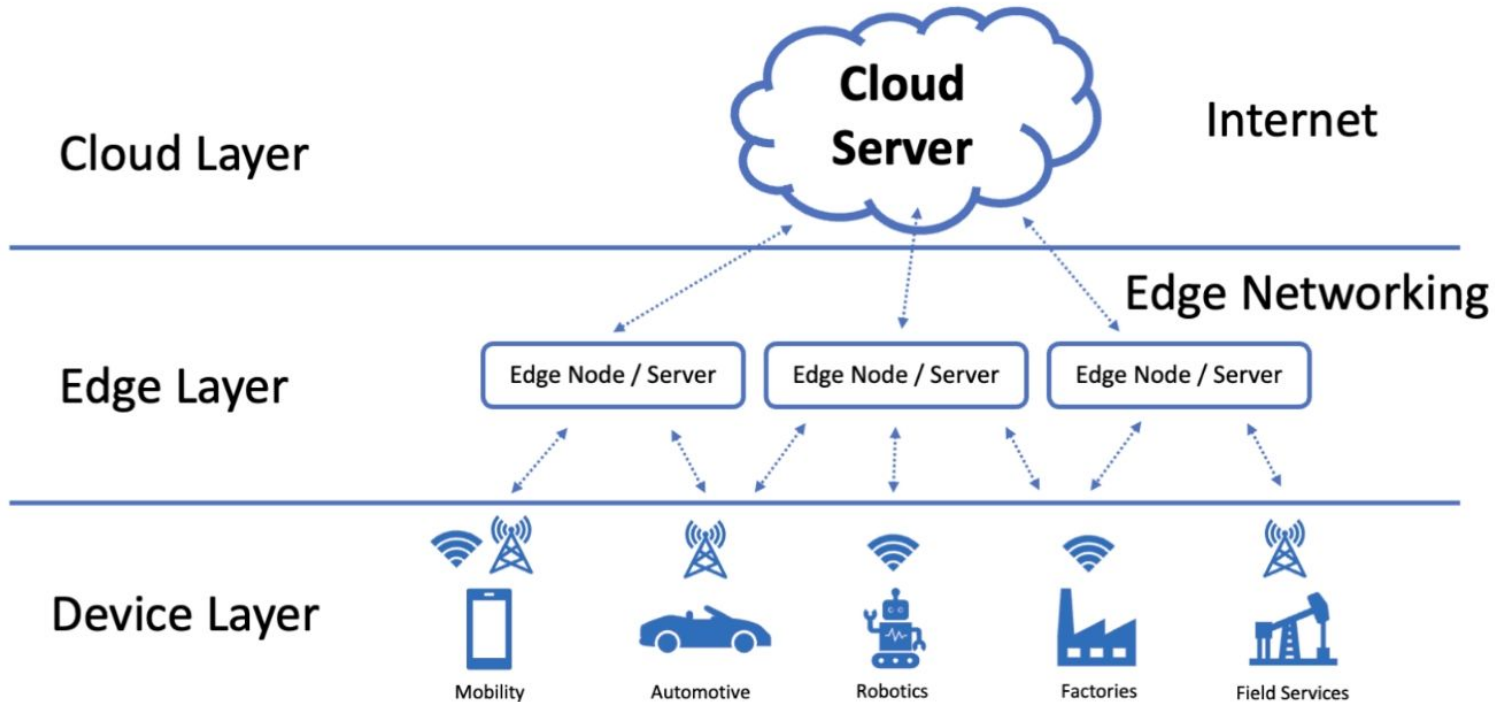 Cloud
Server
Internet
Cloud Layer
Edge Networking
Edge Layer
Edge Node / Server
Edge Node / Server
Edge Node / Server
Device Layer
Mobility
Automotive
Robotics
Factories
Field Services